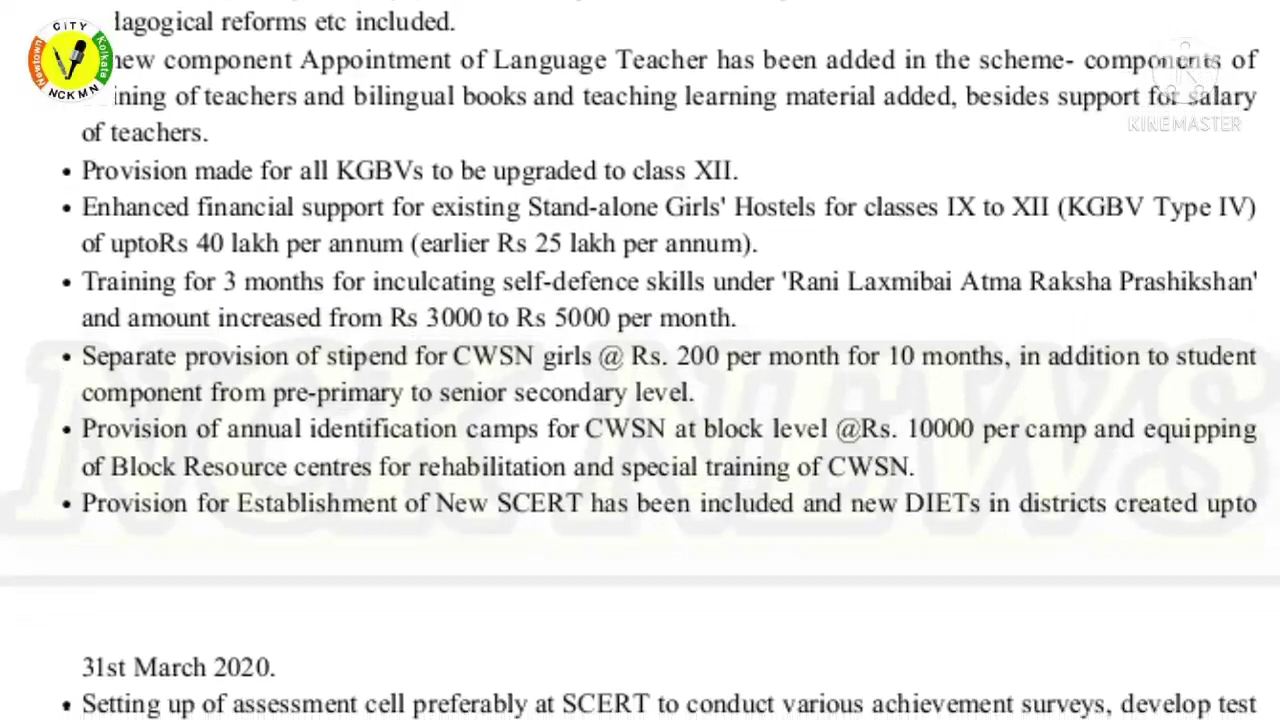 CITY
Newtown
Kolkata
NCKMN
KINEMASTER
NCK NEWS
dagogical reforms etc included.
new component Appointment of Language Teacher has been added in the scheme- components of
ining of teachers and bilingual books and teaching learning material added, besides support for salary
of teachers.
• Provision made for all KGBVs to be upgraded to class XII.
• Enhanced financial support for existing Stand-alone Girls' Hostels for classes IX to XII (KGBV Type IV)
of uptoRs 40 lakh per annum (earlier Rs 25 lakh per annum).
• Training for 3 months for inculcating self-defence skills under 'Rani Laxmibai Atma Raksha Prashikshan'
and amount increased from Rs 3000 to Rs 5000 per month.
• Separate provision of stipend for CWSN girls @ Rs. 200 per month for 10 months, in addition to student
component from pre-primary to senior secondary level.
• Provision of annual identification camps for CWSN at block level @Rs. 10000 per camp and equipping
of Block Resource centres for rehabilitation and special training of CWSN.
• Provision for Establishment of New SCERT has been included and new DIETs in districts created upto
31st March 2020.
• Setting up of assessment cell preferably at SCERT to conduct various achievement surveys, develop test